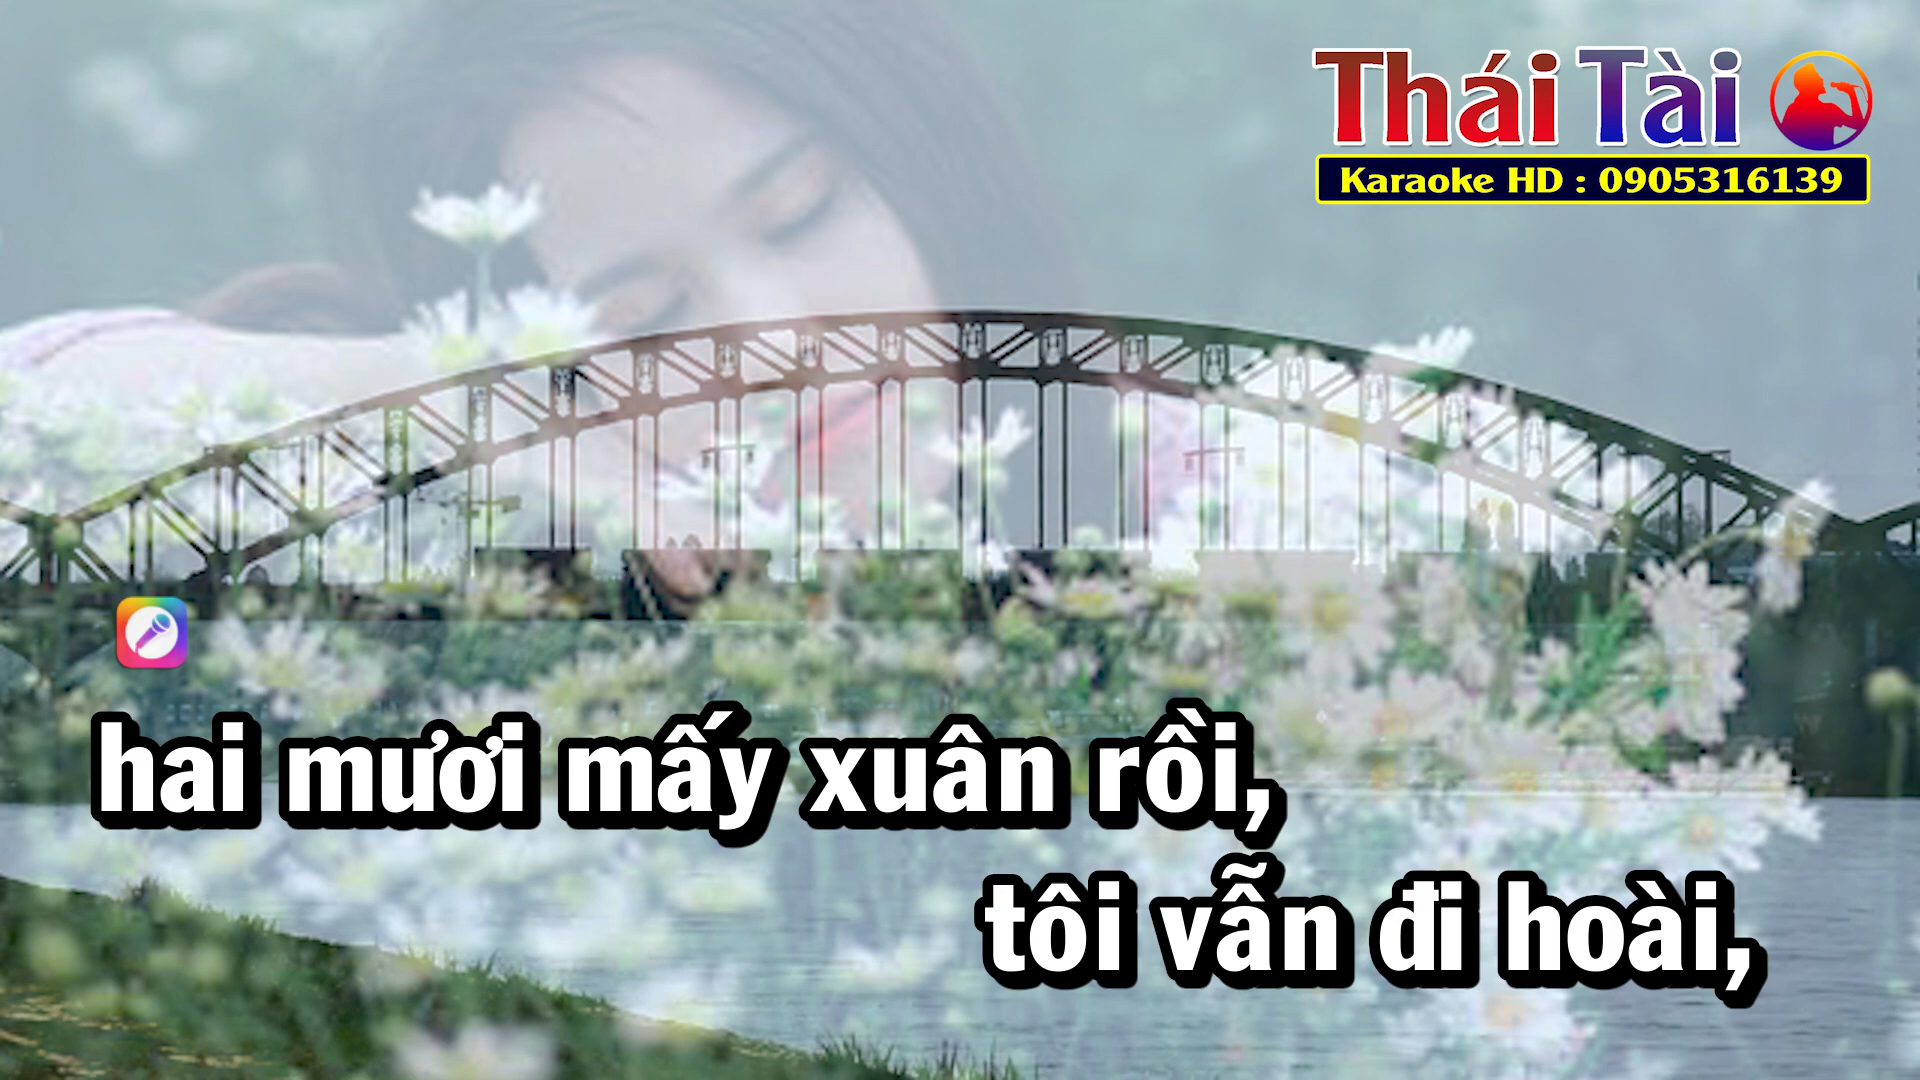 Thái Tài
Karaoke HD : 0905316139
hai mươi mấy xuân rồi,
tôi vẫn đi hoài,